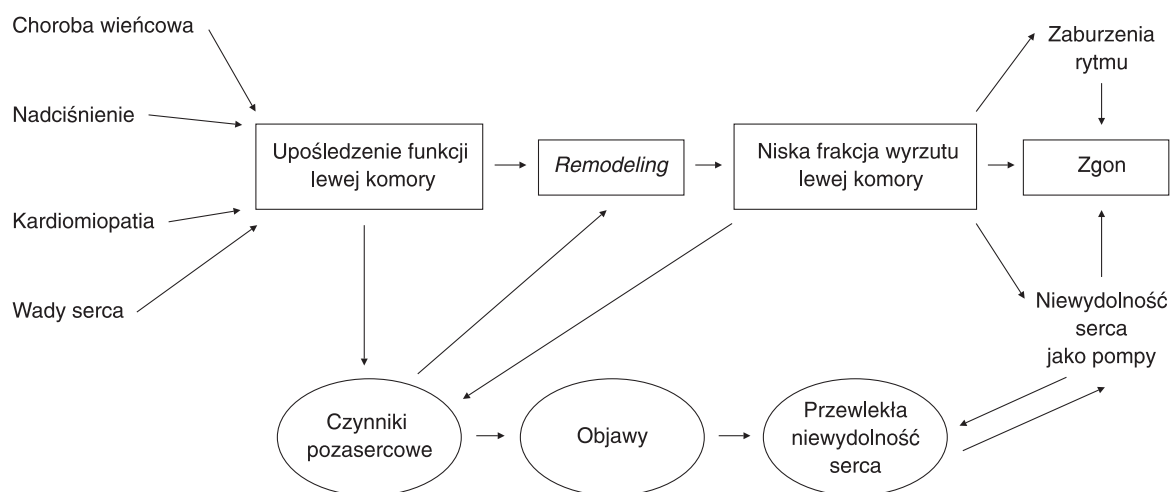 Choroba wieńcowa
Nadciśnienie
Kardiomiopatia
Wady serca
Upośledzenie funkcji
lewej komory
Remodeling
Niska frakcja wyrzutu
lewej komory
Zaburzenia
rytmu
Zgon
Niewydolność
serca
jako pompy
Czynniki
pozasercowe
Objawy
Przewlekła
niewydolność
serca